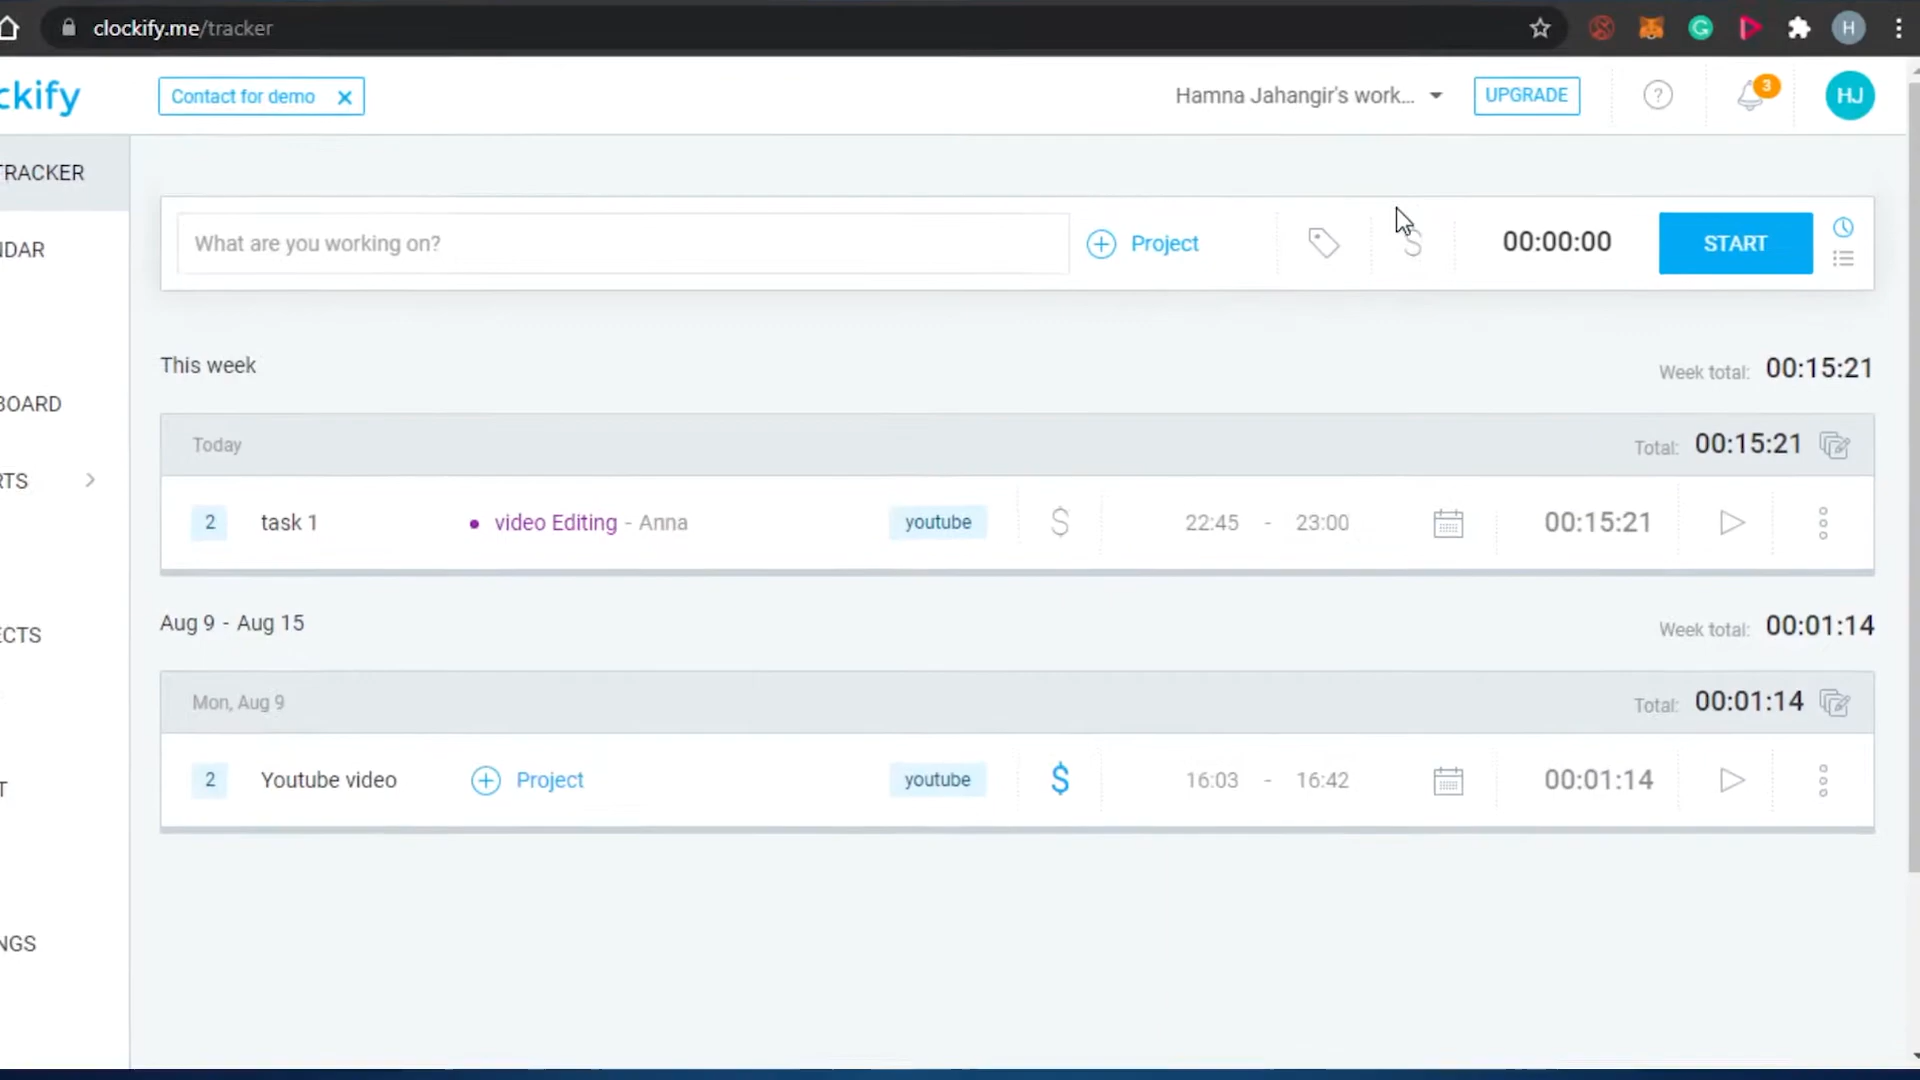 clockify.me/tracker
H
ckify
Contact for demo ×
Hamna Jahangir's work...
UPGRADE
?
3
HJ
TRACKER
NDAR
BOARD
RTS
ECTS
T
NGS
What are you working on?
Project
$
00:00:00
START
This week
Week total: 00:15:21
Today
Total: 00:15:21
2 task 1 • video Editing - Anna youtube $ 22:45 - 23:00 00:15:21
Aug 9 - Aug 15
Week total: 00:01:14
Mon, Aug 9
Total: 00:01:14
2 Youtube video Project youtube $ 16:03 - 16:42 00:01:14